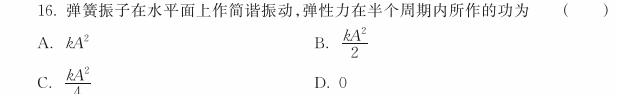 16. 弹簧振子在水平面上作简谐振动,弹性力在半个周期内所作的功为 ( )
A. kA²
B. kA²/2
C. kA²/4
D. 0